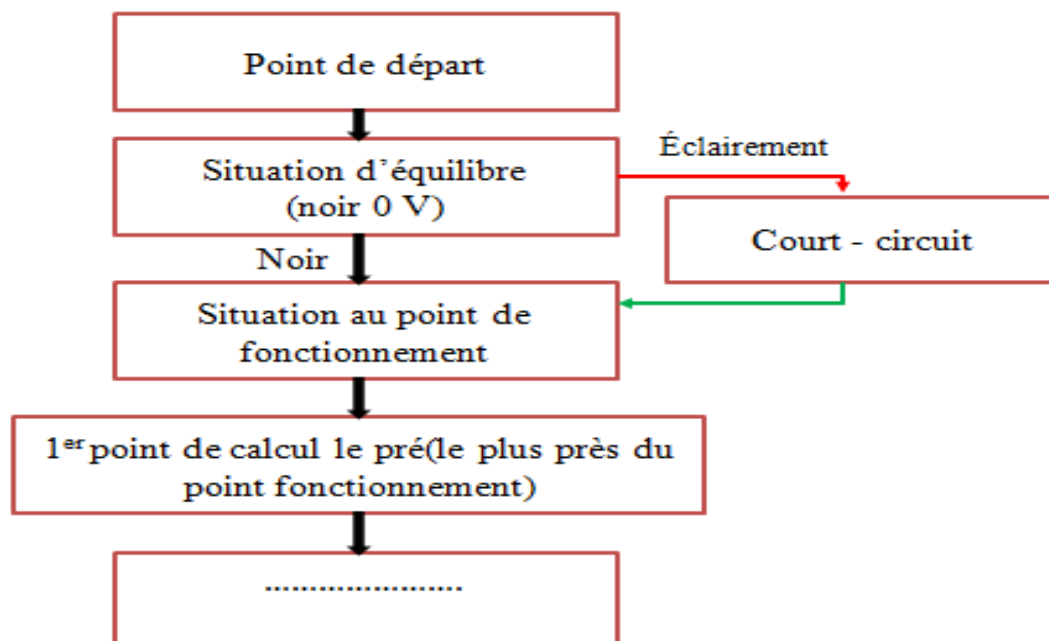 Point de départ
Situation d'équilibre
(noir 0 V)
Éclairement
Court - circuit
Noir
Situation au point de
fonctionnement
1er point de calcul le pré(le plus près du
point fonctionnement)
......................